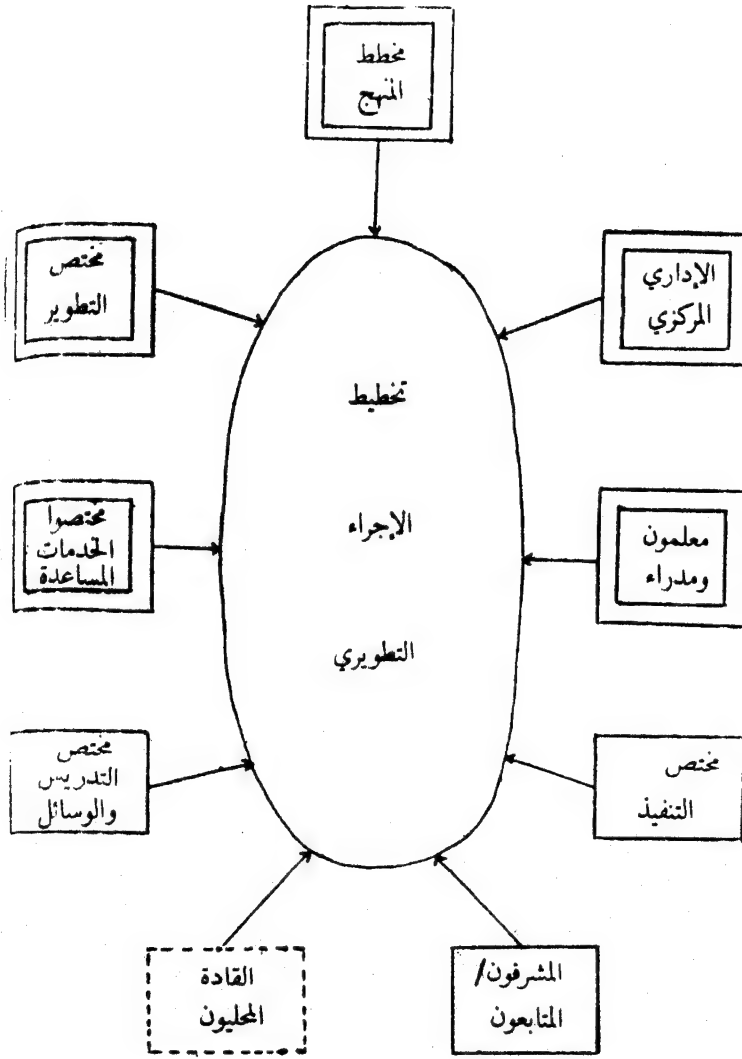 مخطط
المنهج
الإداري
المركزي
مختص
التطوير
تخطيط
الإجراء
التطويري
معلمون
ومدراء
مختصوا
الخدمات
المساعدة
مختص
التنفيذ
مختص
التدريس
والوسائل
المشرفون/
المتابعون
القادة
المحليون